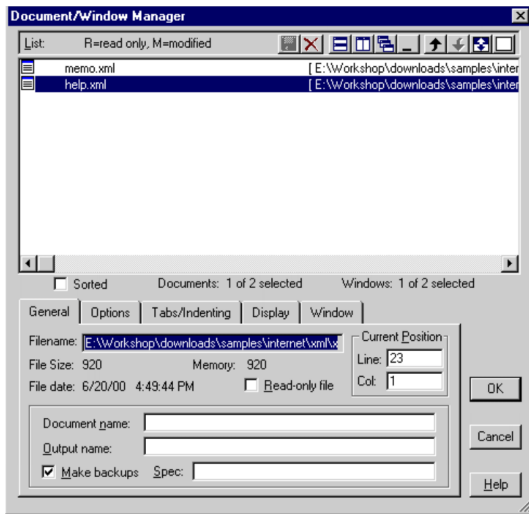 Document/Window Manager
List: R=read only, M=modified
memo.xml [ E:\Workshop\downloads\samples\inter
help.xml [ E:\Workshop\downloads\samples\inter
Sorted Documents: 1 of 2 selected Windows: 1 of 2 selected
General Options Tabs/Indenting Display Window
Filename: E:\Workshop\downloads\samples\internet\xml\x
Current Position
Line: 23
File Size: 920 Memory: 920
Col: 1
File date: 6/20/00 4:49:44 PM Read-only file
OK
Document name:
Output name:
Cancel
Make backups Spec:
Help